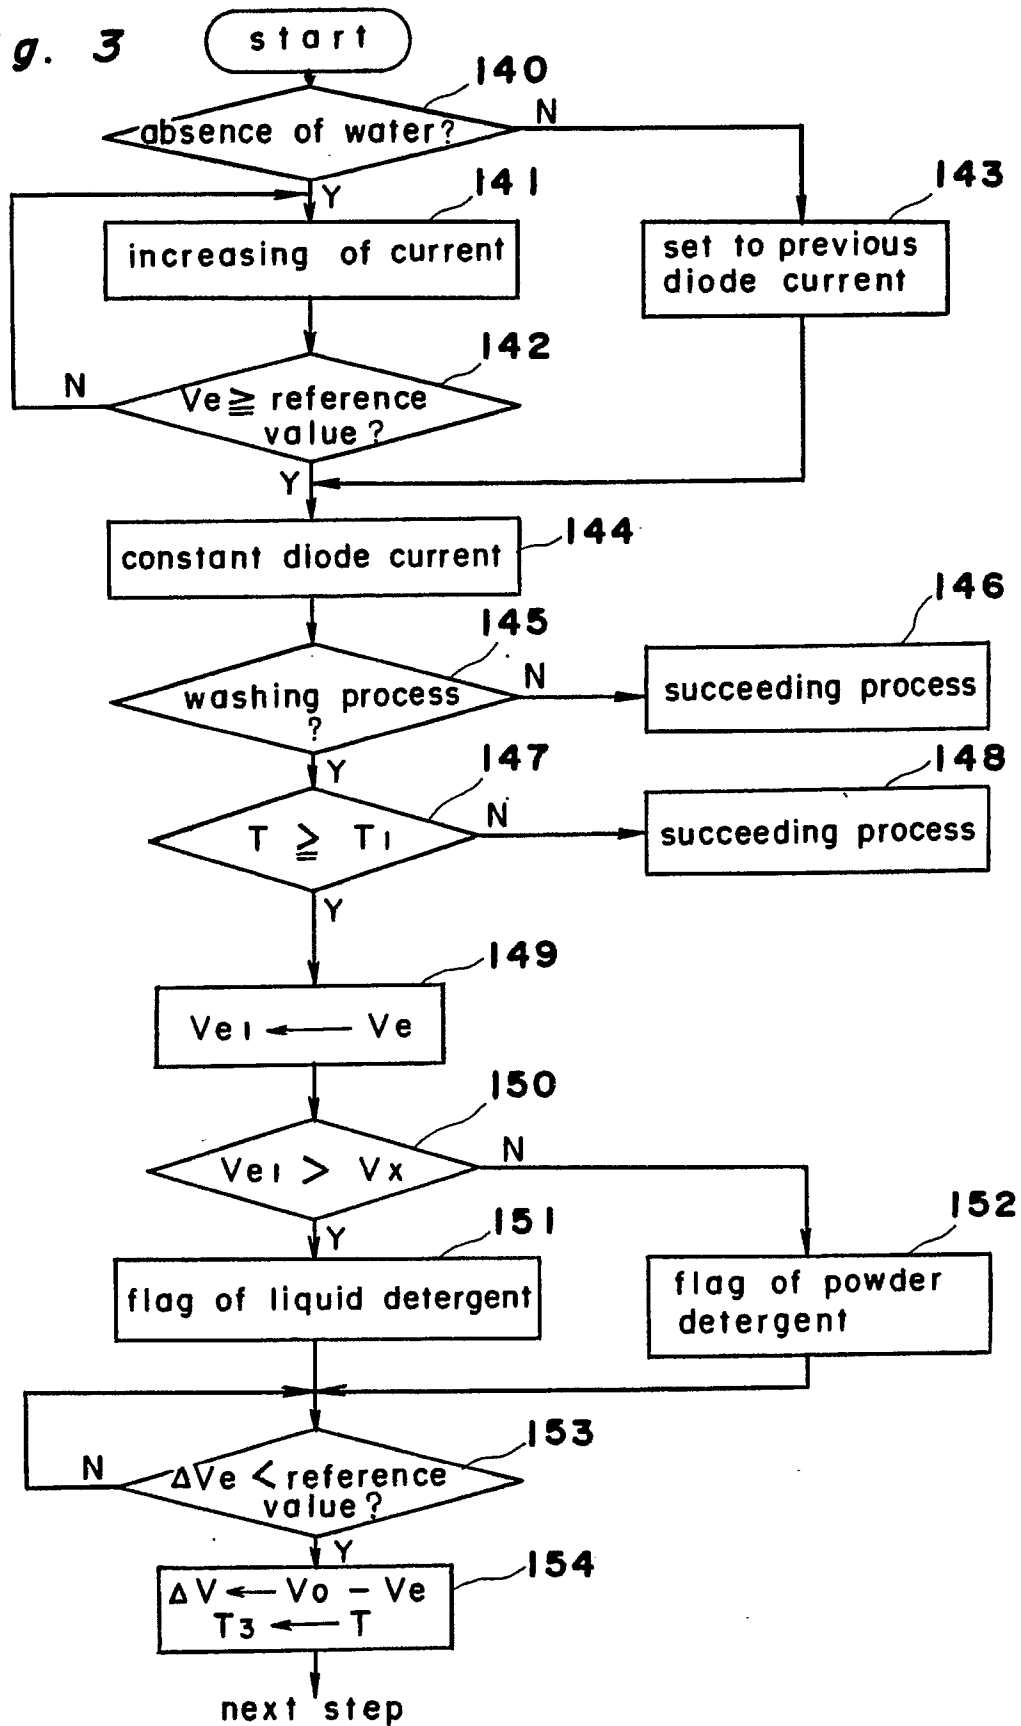 g. 3
start
140
absence of water?
N
Y
141
increasing of current
143
set to previous
diode current
142
Ve ≧ reference
value?
N
Y
144
constant diode current
145
washing process
?
N
146
succeeding process
Y
147
T ≧ T1
N
148
succeeding process
Y
149
Ve1 ← Ve
150
Ve1 > Vx
N
Y
151
flag of liquid detergent
152
flag of powder
detergent
153
ΔVe < reference
value?
N
Y
154
ΔV ← Vo - Ve
T3 ← T
next step